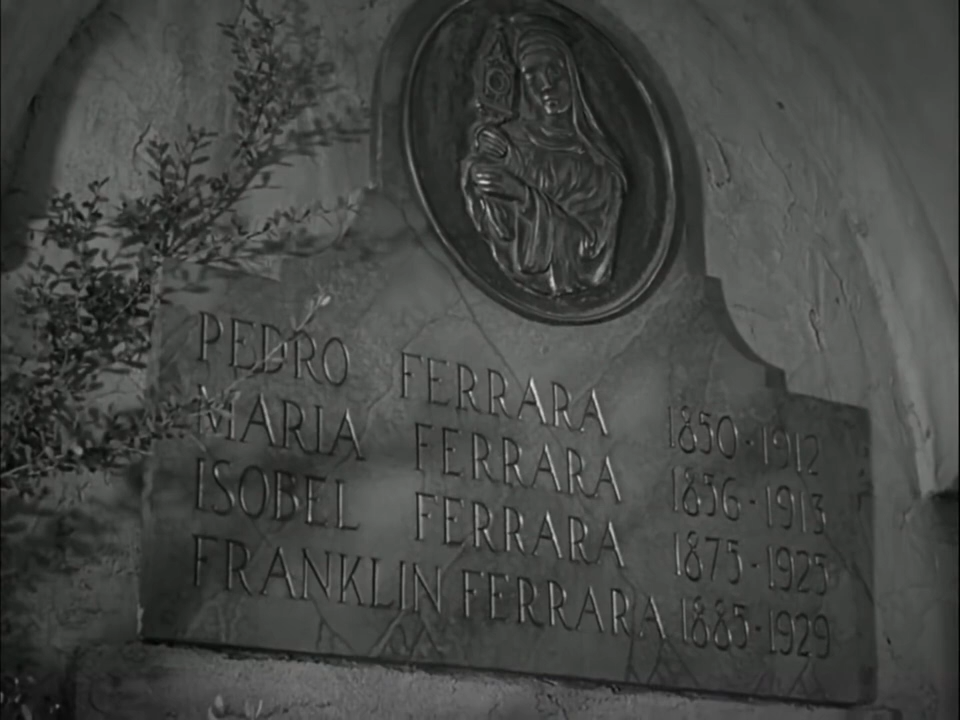 PEDRO FERRARA 1850·1912
MARIA FERRARA 1856·1913
ISOBEL FERRARA 1875·1925
FRANKLIN FERRARA 1885·1929